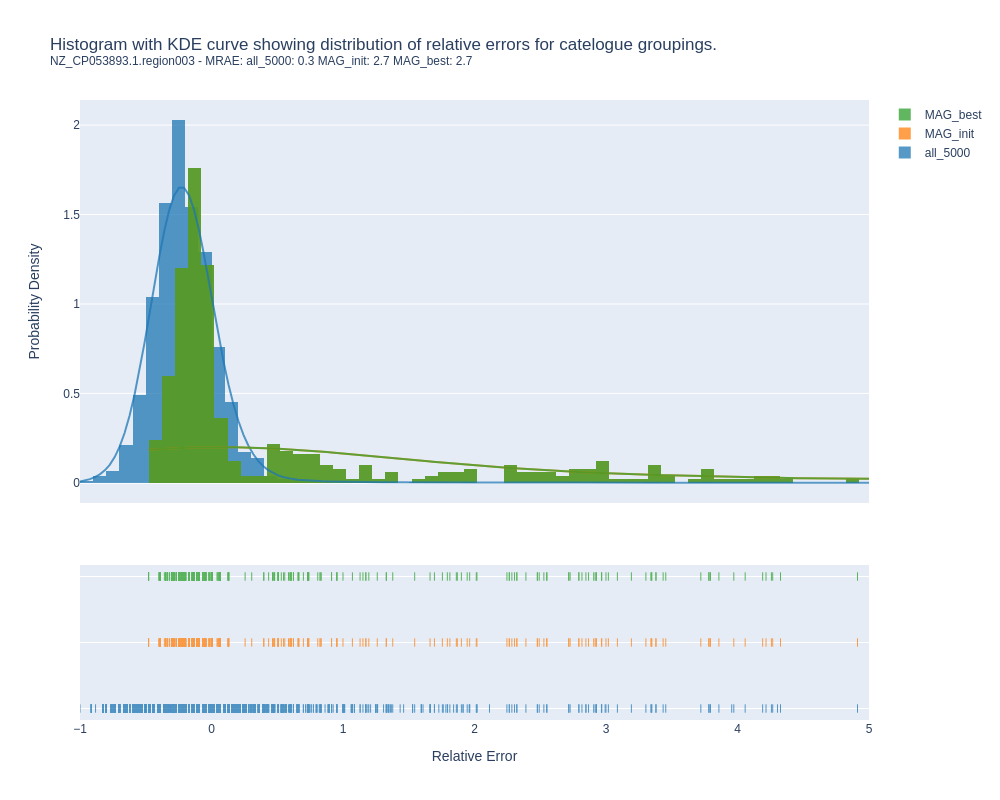 Histogram with KDE curve showing distribution of relative errors for catelogue groupings.
NZ_CP053893.1.region003 - MRAE: all_5000: 0.3 MAG_init: 2.7 MAG_best: 2.7
MAG_best
MAG_init
all_5000
Probability Density
2
1.5
1
0.5
0
−1 0 1 2 3 4 5
Relative Error